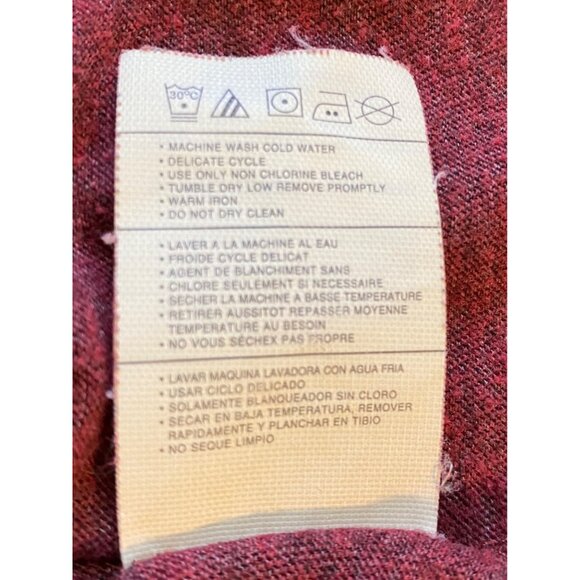 30°C
• MACHINE WASH COLD WATER
• DELICATE CYCLE
• USE ONLY NON CHLORINE BLEACH
• TUMBLE DRY LOW REMOVE PROMPTLY
• WARM IRON
• DO NOT DRY CLEAN
• LAVER A LA MACHINE AL EAU
• FROIDE CYCLE DELICAT
• AGENT DE BLANCHIMENT SANS
• CHLORE SEULEMENT SI NECESSAIRE
• SECHER LA MACHINE A BASSE TEMPERATURE
• RETIRER AUSSITOT REPASSER MOYENNE
TEMPERATURE AU BESOIN
• NO VOUS SÉCHEX PAS PROPRE
• LAVAR MAQUINA LAVADORA CON AGUA FRIA
• USAR CICLO DELICADO
• SOLAMENTE BLANQUEADOR SIN CLORO
• SECAR EN BAJA TEMPERATURA, REMOVER
RAPIDAMENTE Y PLANCHAR EN TIBIO
• NO SEQUE LIMPIO